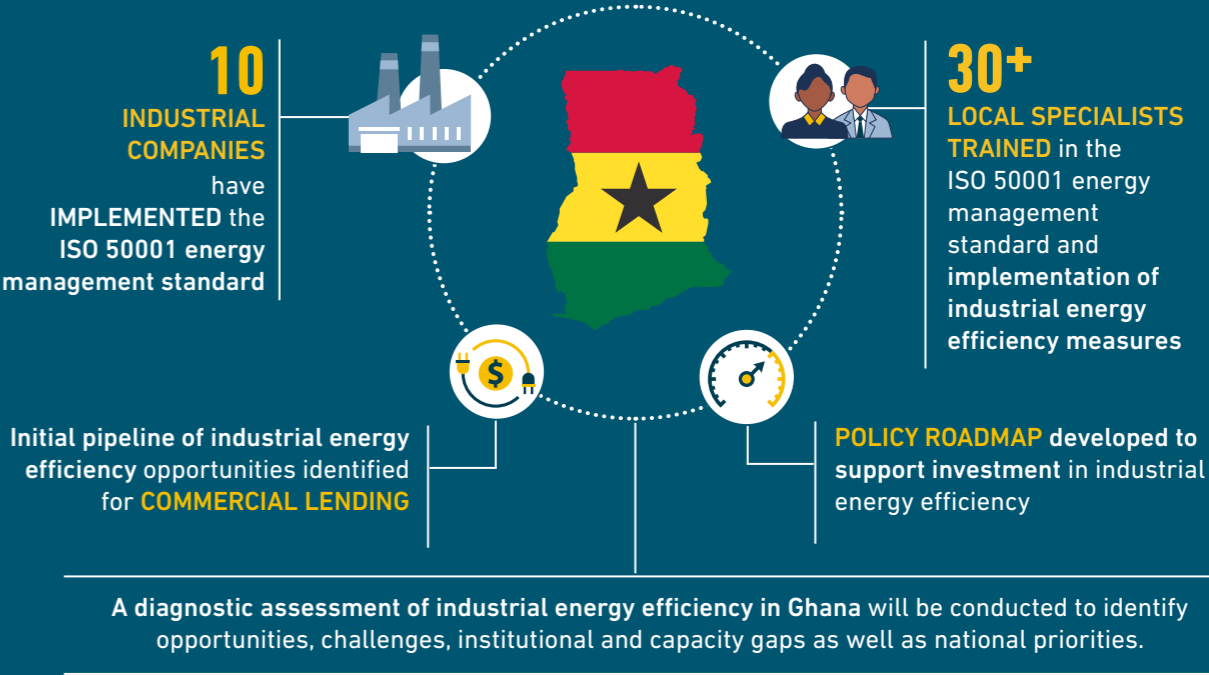 10
INDUSTRIAL
COMPANIES
have
IMPLEMENTED the
ISO 50001 energy
management standard
30+
LOCAL SPECIALISTS
TRAINED in the
ISO 50001 energy
management
standard and
implementation of
industrial energy
efficiency measures
$
Initial pipeline of industrial energy
efficiency opportunities identified
for COMMERCIAL LENDING
POLICY ROADMAP developed to
support investment in industrial
energy efficiency
A diagnostic assessment of industrial energy efficiency in Ghana will be conducted to identify
opportunities, challenges, institutional and capacity gaps as well as national priorities.